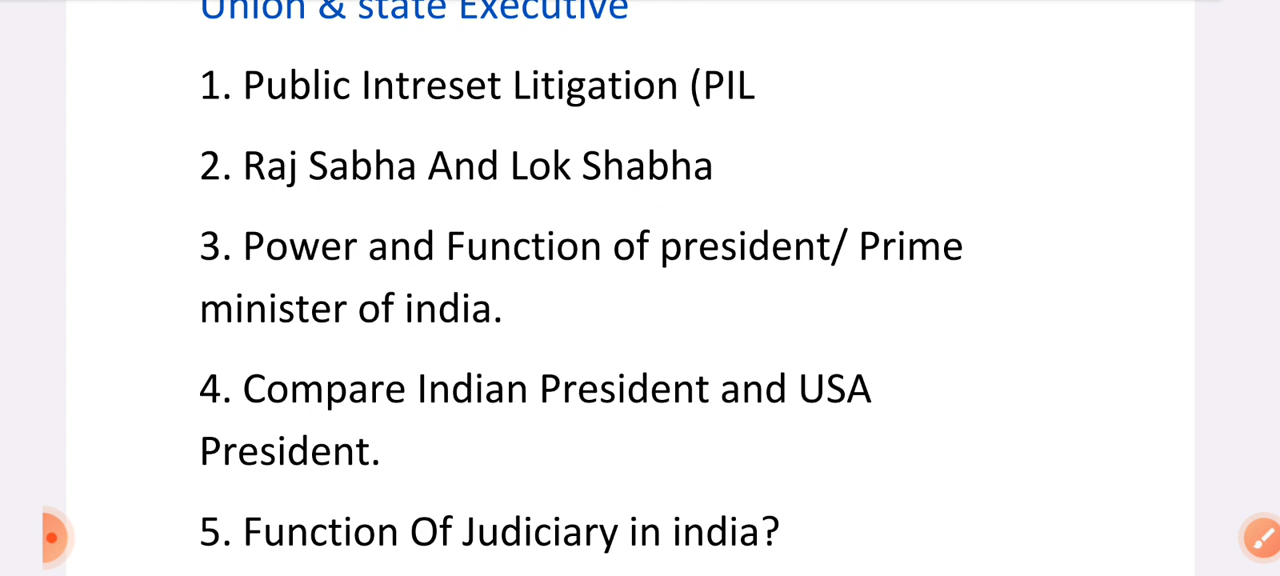 Union & state Executive
1. Public Intreset Litigation (PIL
2. Raj Sabha And Lok Shabha
3. Power and Function of president/ Prime
minister of india.
4. Compare Indian President and USA
President.
5. Function Of Judiciary in india?